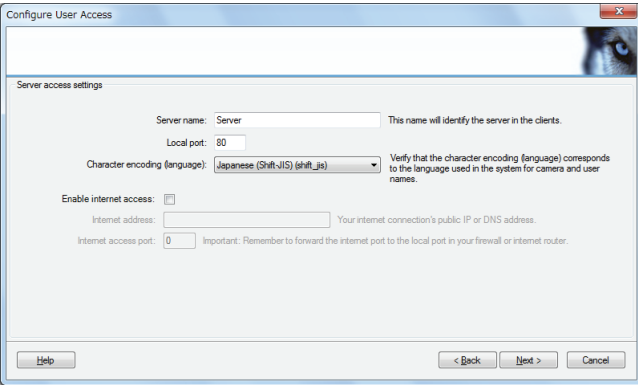 Configure User Access
Server access settings
Server name: Server This name will identify the server in the clients.
Local port: 80
Character encoding (language): Japanese (Shift-JIS) (shift_jis) Verify that the character encoding (language) corresponds
to the language used in the system for camera and user
names.
Enable internet access:
Internet address: Your internet connection's public IP or DNS address.
Internet access port: 0 Important: Remember to forward the internet port to the local port in your firewall or internet router.
Help < Back Next > Cancel